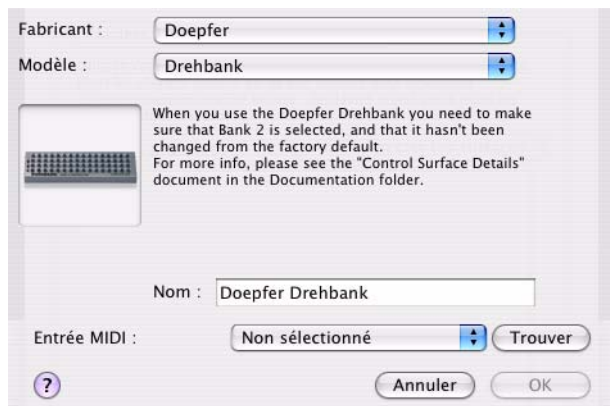 Fabricant : Doepfer
Modèle : Drehbank
When you use the Doepfer Drehbank you need to make
sure that Bank 2 is selected, and that it hasn't been
changed from the factory default.
For more info, please see the "Control Surface Details"
document in the Documentation folder.
Nom : Doepfer Drehbank
Entrée MIDI : Non sélectionné Trouver
? Annuler OK